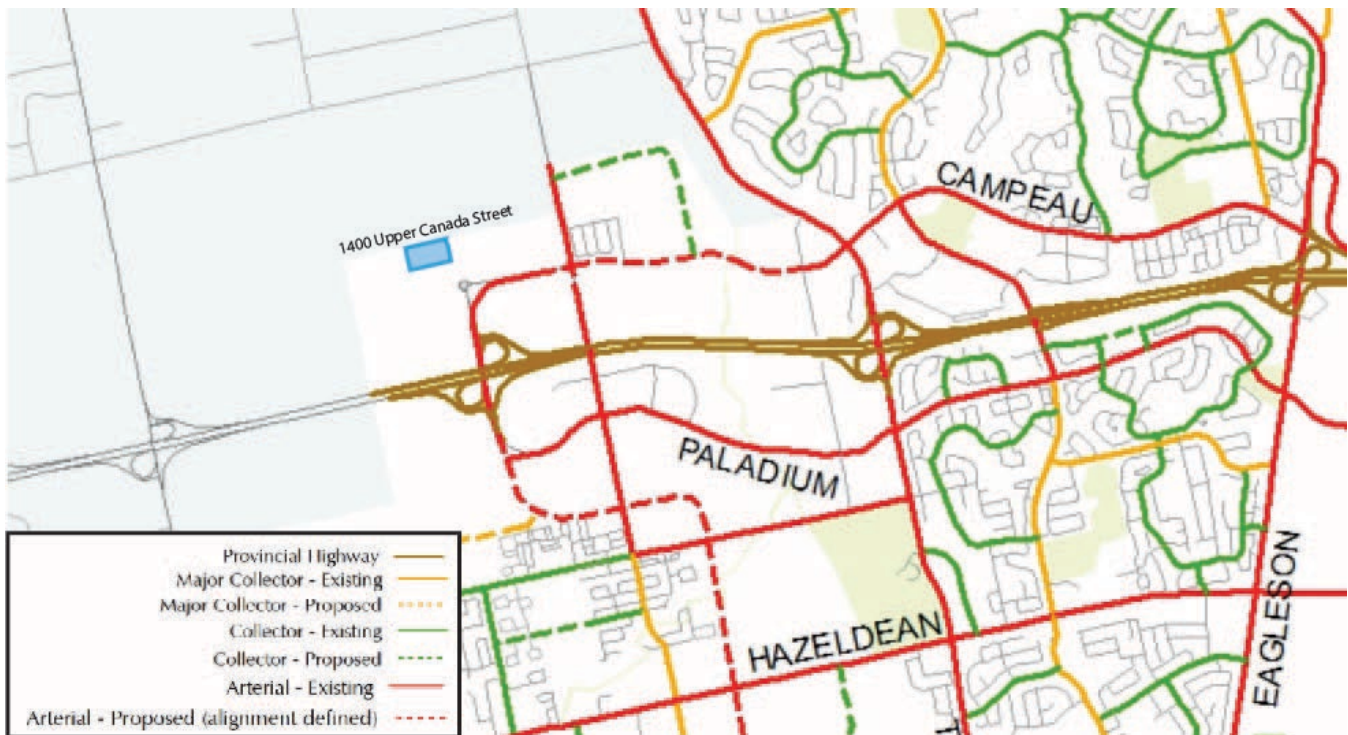 CAMPEAU
1400 Upper Canada Street
PALADIUM
HAZELDEAN
EAGLESON
Provincial Highway
Major Collector - Existing
Major Collector - Proposed
Collector - Existing
Collector - Proposed
Arterial - Existing
Arterial - Proposed (alignment defined)